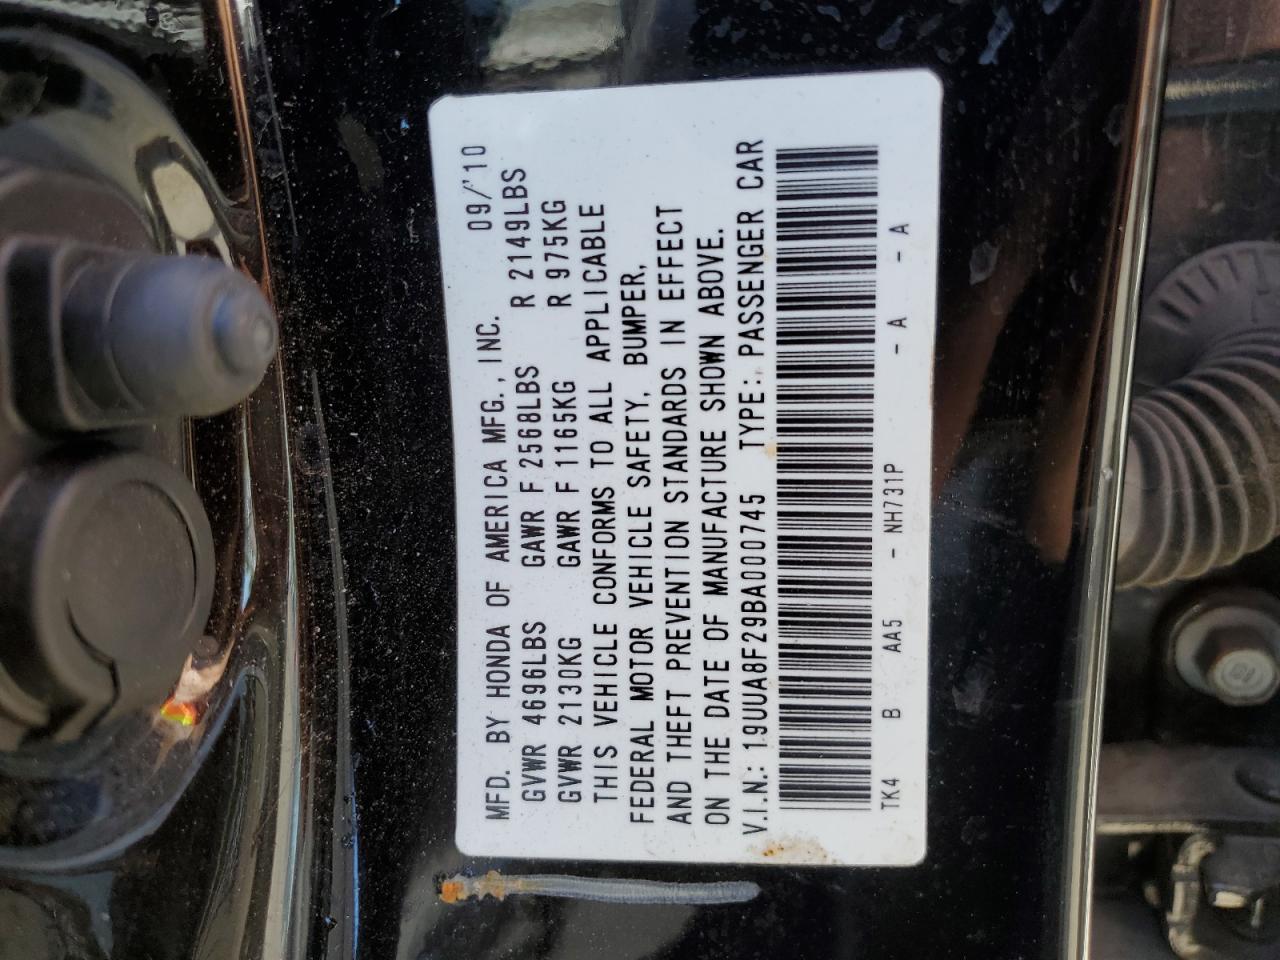 MFD. BY HONDA OF AMERICA MFG., INC. 09/'10
GVWR 4696LBS GAWR F 2568LBS R 2149LBS
GVWR 2130KG GAWR F 1165KG R 975KG
THIS VEHICLE CONFORMS TO ALL APPLICABLE
FEDERAL MOTOR VEHICLE SAFETY, BUMPER,
AND THEFT PREVENTION STANDARDS IN EFFECT
ON THE DATE OF MANUFACTURE SHOWN ABOVE.
V.I.N.: 19UUA8F29BA000745 TYPE: PASSENGER CAR
TK4 B AA5 - NH731P - A - A